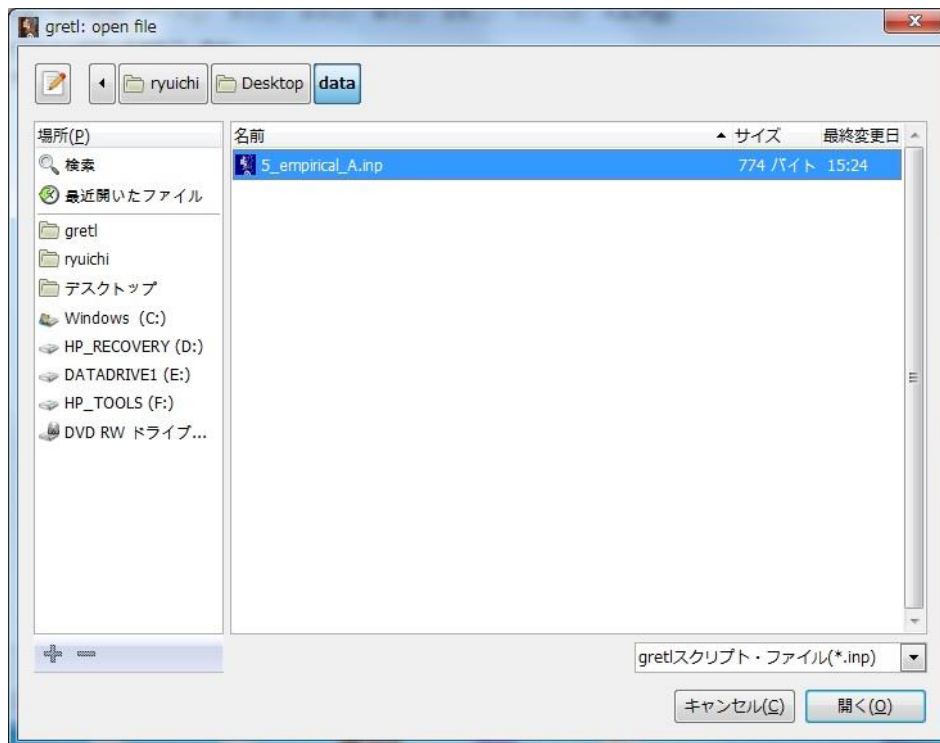 gretl: open file
ryuichi Desktop data
場所(P)
検索
最近開いたファイル
gretl
ryuichi
デスクトップ
Windows (C:)
HP_RECOVERY (D:)
DATADRIVE1 (E:)
HP_TOOLS (F:)
DVD RW ドライブ...
名前 サイズ 最終変更日
5_empirical_A.inp 774 バイト 15:24
gretlスクリプト・ファイル(*.inp)
キャンセル(C) 開く(O)